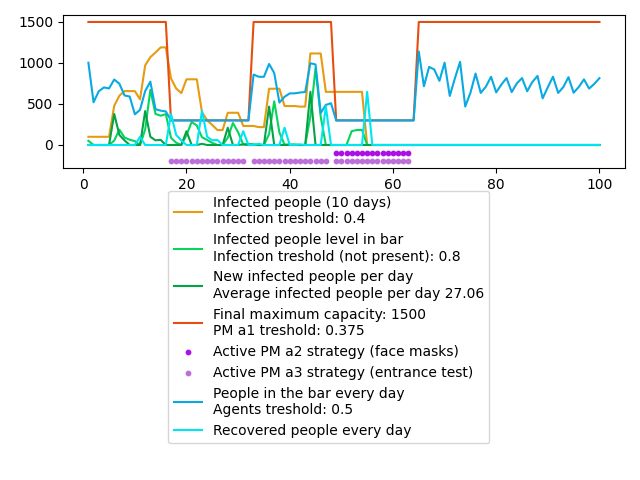 1500
1000
500
0
0 20 40 60 80 100
Infected people (10 days)
Infection treshold: 0.4
Infected people level in bar
Infection treshold (not present): 0.8
New infected people per day
Average infected people per day 27.06
Final maximum capacity: 1500
PM a1 treshold: 0.375
Active PM a2 strategy (face masks)
Active PM a3 strategy (entrance test)
People in the bar every day
Agents treshold: 0.5
Recovered people every day